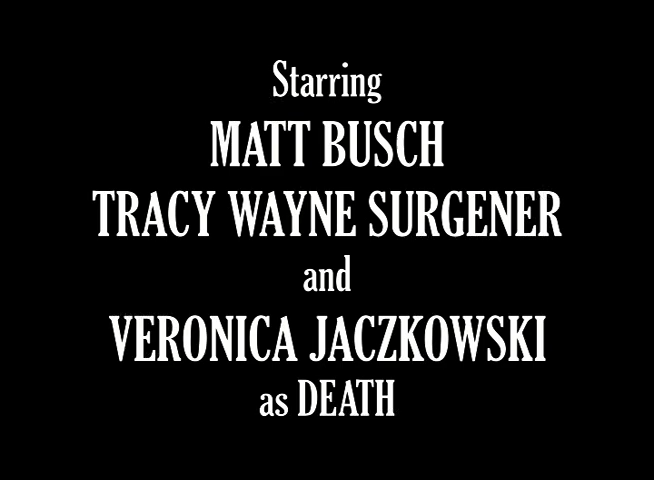 Starring
MATT BUSCH
TRACY WAYNE SURGENER
and
VERONICA JACZKOWSKI
as DEATH